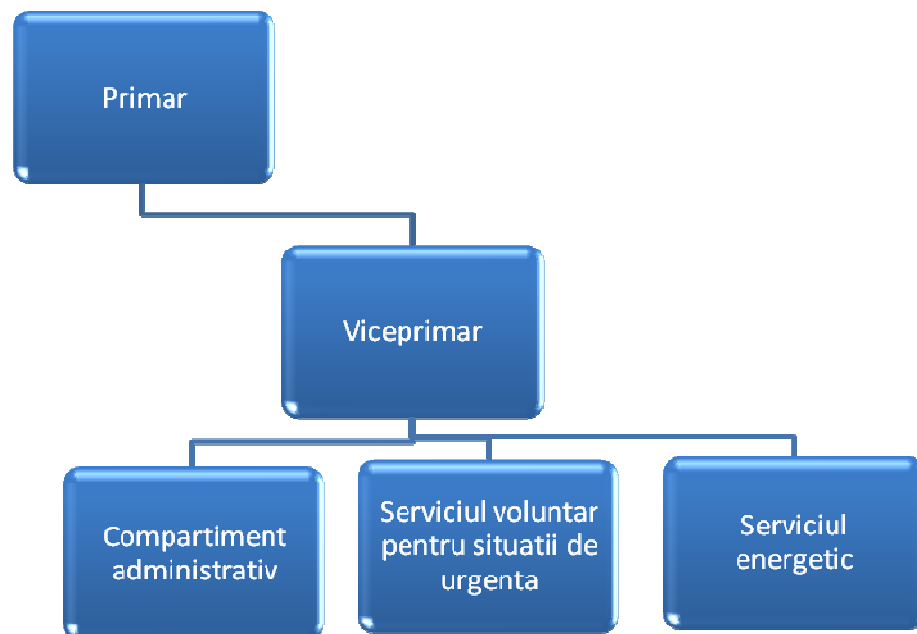 Primar
Viceprimar
Compartiment
administrativ
Serviciul voluntar
pentru situatii de
urgenta
Serviciul
energetic